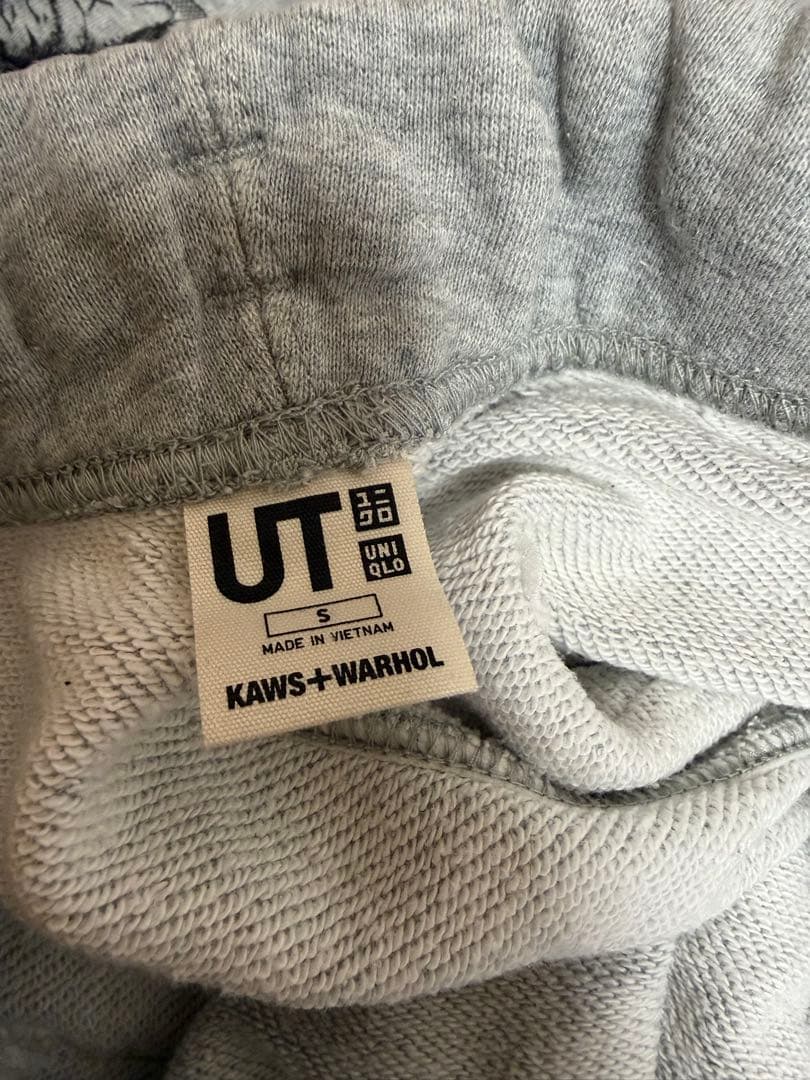 UT
ユニ
クロ
UNI
QLO
S
MADE IN VIETNAM
KAWS+WARHOL